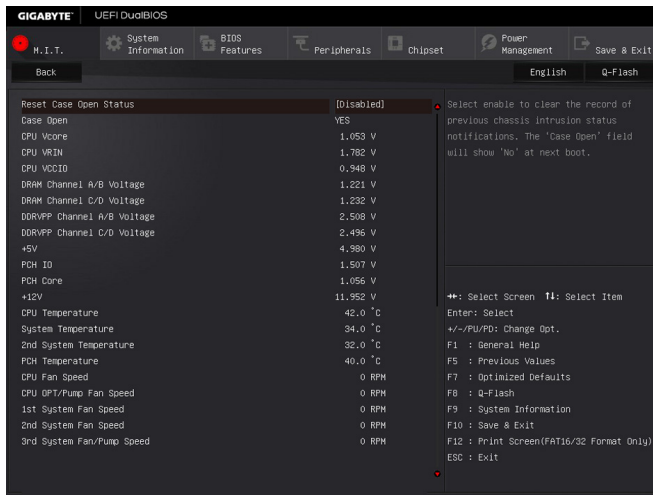 GIGABYTE™ UEFI DualBIOS
M.I.T.
System Information
BIOS Features
Peripherals
Chipset
Power Management
Save & Exit
Back
English
Q-Flash
Reset Case Open Status [Disabled]
Case Open YES
CPU Vcore 1.053 V
CPU VRIN 1.782 V
CPU VCCIO 0.948 V
DRAM Channel A/B Voltage 1.221 V
DRAM Channel C/D Voltage 1.232 V
DDRVPP Channel A/B Voltage 2.508 V
DDRVPP Channel C/D Voltage 2.496 V
+5V 4.980 V
PCH IO 1.507 V
PCH Core 1.056 V
+12V 11.952 V
CPU Temperature 42.0 °C
System Temperature 34.0 °C
2nd System Temperature 32.0 °C
PCH Temperature 40.0 °C
CPU Fan Speed 0 RPM
CPU OPT/Pump Fan Speed 0 RPM
1st System Fan Speed 0 RPM
2nd System Fan Speed 0 RPM
3rd System Fan/Pump Speed 0 RPM
Select enable to clear the record of
previous chassis intrusion status
notifications. The 'Case Open' field
will show 'No' at next boot.
→←: Select Screen ↑↓: Select Item
Enter: Select
+/-/PU/PD: Change Opt.
F1 : General Help
F5 : Previous Values
F7 : Optimized Defaults
F8 : Q-Flash
F9 : System Information
F10 : Save & Exit
F12 : Print Screen(FAT16/32 Format Only)
ESC : Exit